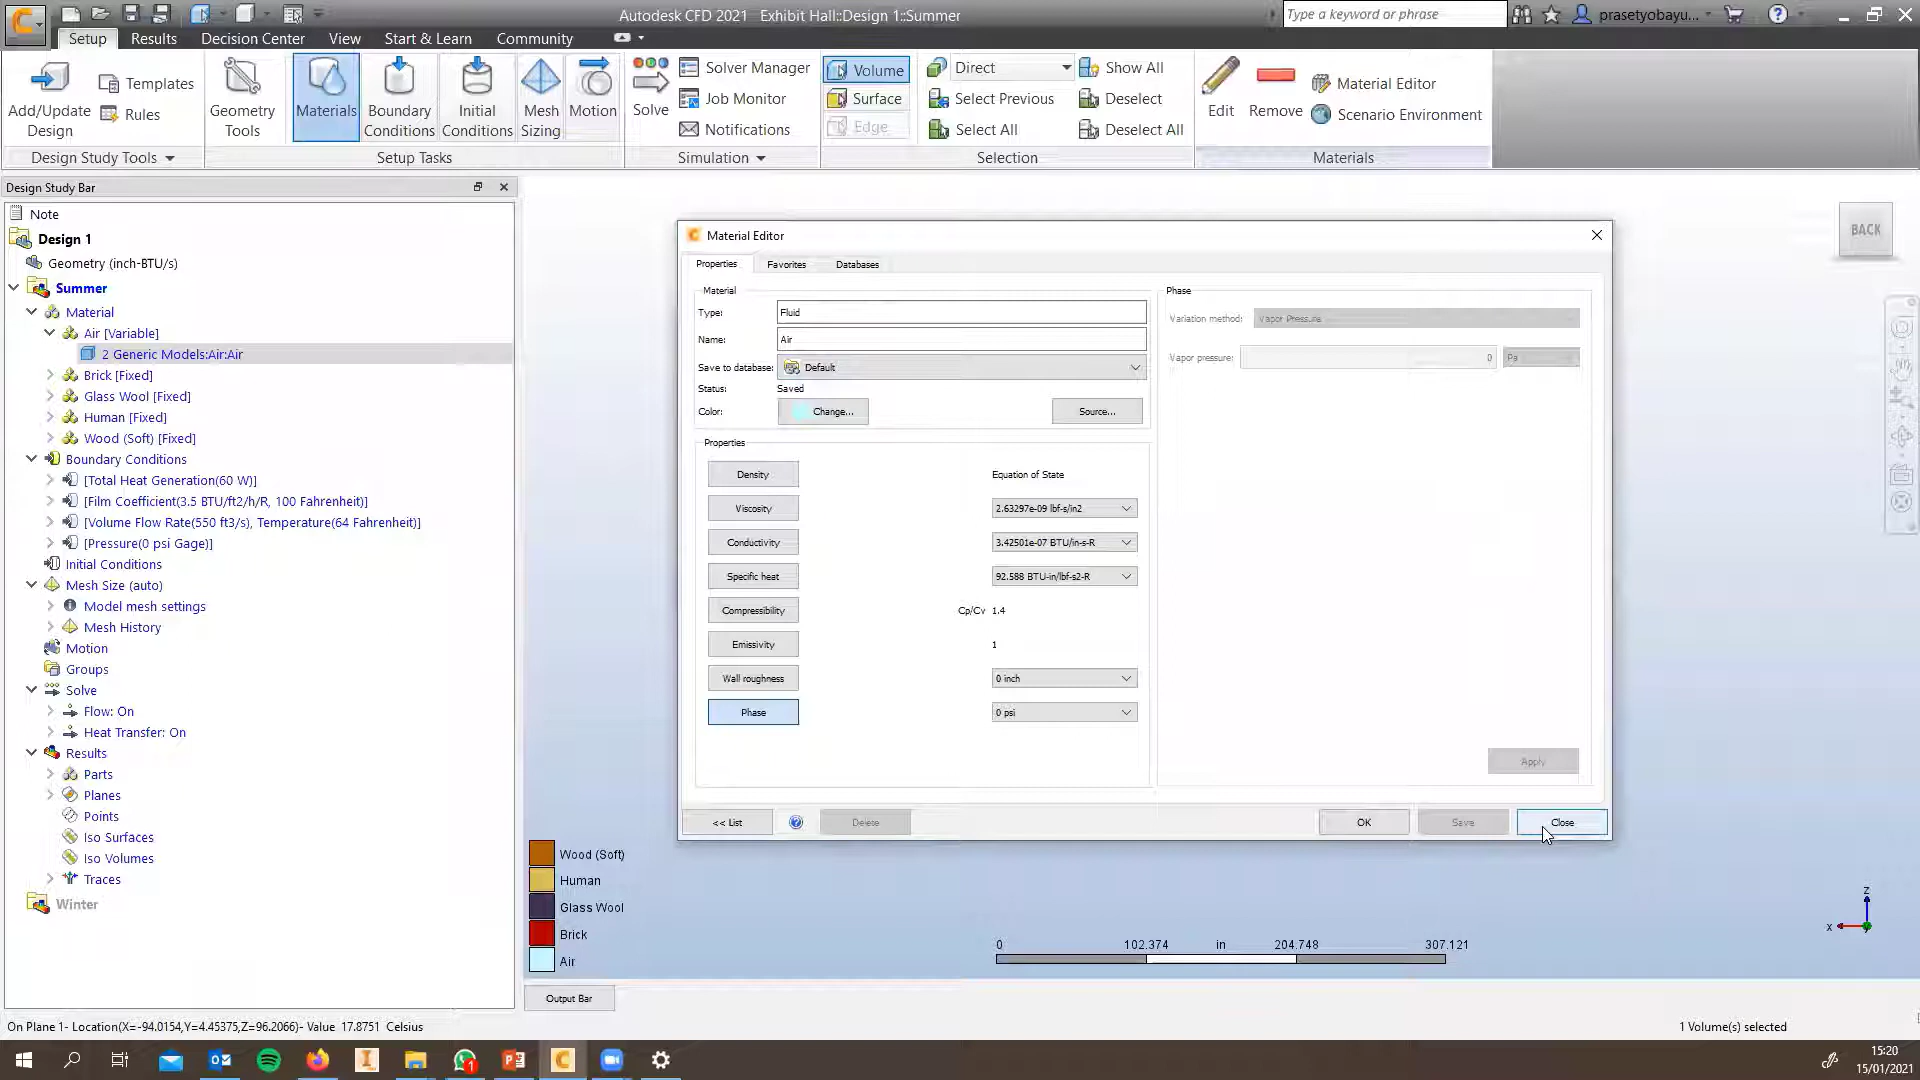 Autodesk CFD 2021 Exhibit Hall::Design 1::Summer
Type a keyword or phrase
prasetyobayu...
Setup
Results
Decision Center
View
Start & Learn
Community
Add/Update
Design
Templates
Rules
Geometry
Tools
Materials
Boundary
Conditions
Initial
Conditions
Mesh
Sizing
Motion
Solve
Solver Manager
Job Monitor
Notifications
Volume
Surface
Edge
Direct
Select Previous
Select All
Show All
Deselect
Deselect All
Edit
Remove
Material Editor
Scenario Environment
Design Study Tools
Setup Tasks
Simulation
Selection
Materials
Design Study Bar
Note
Design 1
Geometry (inch-BTU/s)
Summer
Material
Air [Variable]
2 Generic Models:Air:Air
Brick [Fixed]
Glass Wool [Fixed]
Human [Fixed]
Wood (Soft) [Fixed]
Boundary Conditions
[Total Heat Generation(60 W)]
[Film Coefficient(3.5 BTU/ft2/h/R, 100 Fahrenheit)]
[Volume Flow Rate(550 ft3/s), Temperature(64 Fahrenheit)]
[Pressure(0 psi Gage)]
Initial Conditions
Mesh Size (auto)
Model mesh settings
Mesh History
Motion
Groups
Solve
Flow: On
Heat Transfer: On
Results
Parts
Planes
Points
Iso Surfaces
Iso Volumes
Traces
Winter
Material Editor
Properties
Favorites
Databases
Material
Type: Fluid
Name: Air
Save to database: Default
Status: Saved
Color: Change... Source...
Properties
Density Equation of State
Viscosity 2.63297e-09 lbf-s/in2
Conductivity 3.42501e-07 BTU/in-s-R
Specific heat 92.588 BTU-in/lbf-s2-R
Compressibility Cp/Cv 1.4
Emissivity 1
Wall roughness 0 inch
Phase 0 psi
Phase
Variation method: Vapor Pressure
Vapor pressure: 0 Pa
Apply
<< List
Delete
OK
Save
Close
BACK
Wood (Soft)
Human
Glass Wool
Brick
Air
0 102.374 in 204.748 307.121
Z
X
Output Bar
On Plane 1- Location(X=-94.0154,Y=4.45375,Z=96.2066)- Value 17.8751 Celsius
1 Volume(s) selected
1
15:20
15/01/2021